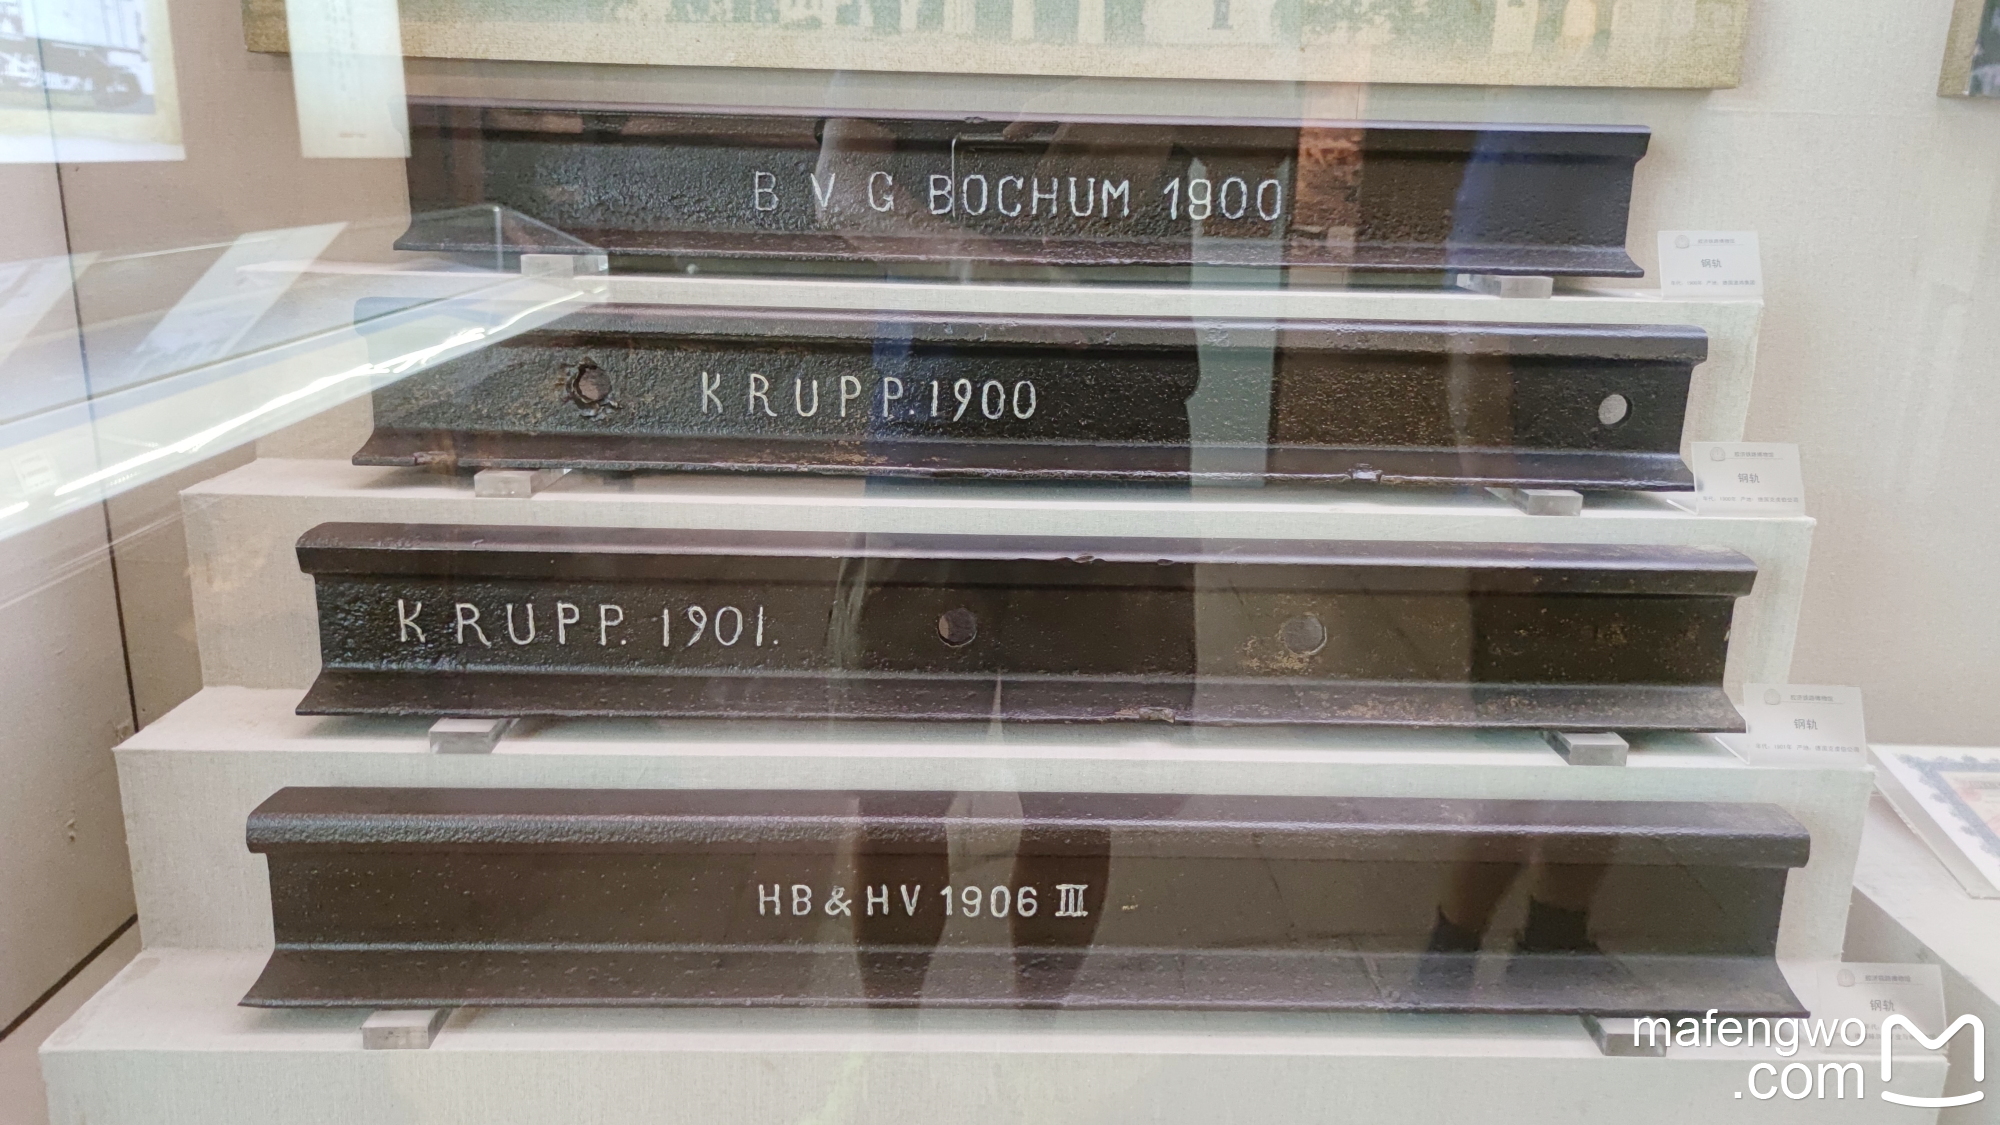 B V G BOCHUM 1900
钢轨
KRUPP.1900
钢轨
KRUPP. 1901.
钢轨
HB & HV 1906 III
钢轨
mafengwo
.com